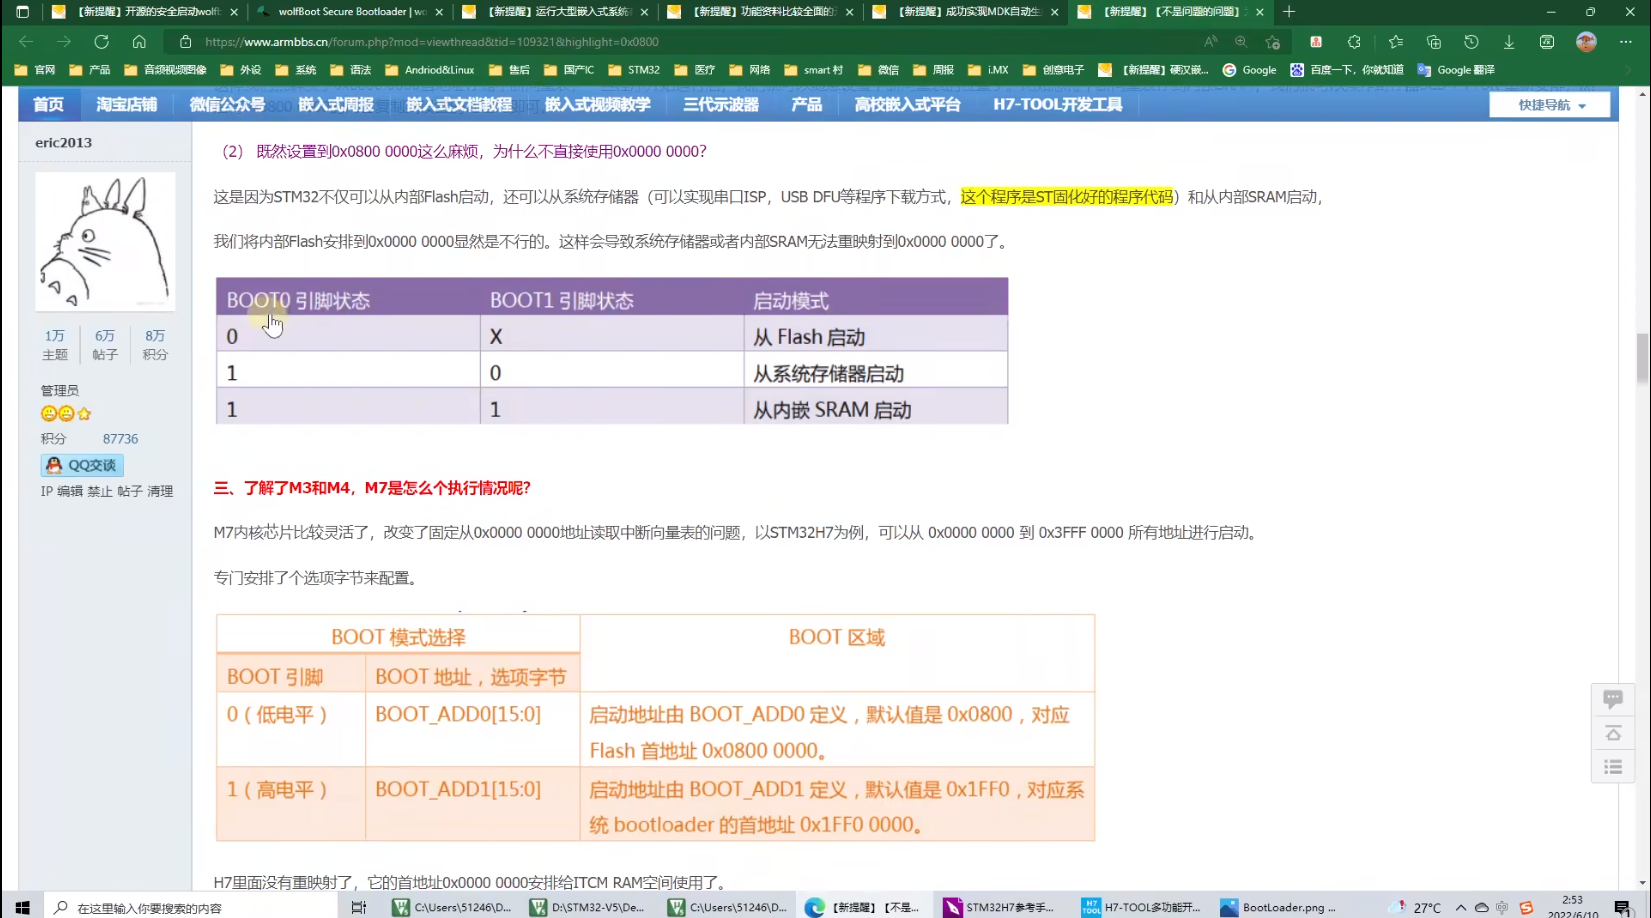 【新提醒】开源的安全启动wolfb
wolfBoot Secure Bootloader | wo
【新提醒】运行大型嵌入式系统
【新提醒】功能资料比较全面的
【新提醒】成功实现MDK自动生
【新提醒】【不是问题的问题】
https://www.armbbs.cn/forum.php?mod=viewthread&tid=109321&highlight=0x0800
官网 产品 音频视频图像 外设 系统 语法 Andriod&Linux 售后 国产IC STM32 医疗 网络 smart 村 微信 周报 i.MX 创意电子 【新提醒】硬汉嵌... Google 百度一下，你就知道 Google 翻译
首页 淘宝店铺 微信公众号 嵌入式周报 嵌入式文档教程 嵌入式视频教学 三代示波器 产品 高校嵌入式平台 H7-TOOL开发工具 快捷导航
eric2013
（2） 既然设置到0x0800 0000这么麻烦，为什么不直接使用0x0000 0000?
这是因为STM32不仅可以从内部Flash启动，还可以从系统存储器（可以实现串口ISP，USB DFU等程序下载方式，这个程序是ST固化好的程序代码）和从内部SRAM启动，
我们将内部Flash安排到0x0000 0000显然是不行的。这样会导致系统存储器或者内部SRAM无法重映射到0x0000 0000了。
BOOT0 引脚状态 BOOT1 引脚状态 启动模式
0 X 从 Flash 启动
1 0 从系统存储器启动
1 1 从内嵌 SRAM 启动
1万 6万 8万
主题 帖子 积分
管理员
积分 87736
QQ交谈
IP 编辑 禁止 帖子 清理
三、了解了M3和M4，M7是怎么个执行情况呢？
M7内核芯片比较灵活了，改变了固定从0x0000 0000地址读取中断向量表的问题，以STM32H7为例，可以从 0x0000 0000 到 0x3FFF 0000 所有地址进行启动。
专门安排了个选项字节来配置。
BOOT 模式选择 BOOT 区域
BOOT 引脚 BOOT 地址，选项字节
0（低电平） BOOT_ADD0[15:0] 启动地址由 BOOT_ADD0 定义，默认值是 0x0800，对应
Flash 首地址 0x0800 0000。
1（高电平） BOOT_ADD1[15:0] 启动地址由 BOOT_ADD1 定义，默认值是 0x1FF0，对应系
统 bootloader 的首地址 0x1FF0 0000。
H7里面没有重映射了，它的首地址0x0000 0000安排给ITCM RAM空间使用了。
在这里输入你要搜索的内容
C:\Users\51246\D...
D:\STM32-V5\De...
C:\Users\51246\D...
【新提醒】【不是...
STM32H7参考手...
H7-TOOL多功能开...
BootLoader.png ...
27°C
2:53
2022/6/10